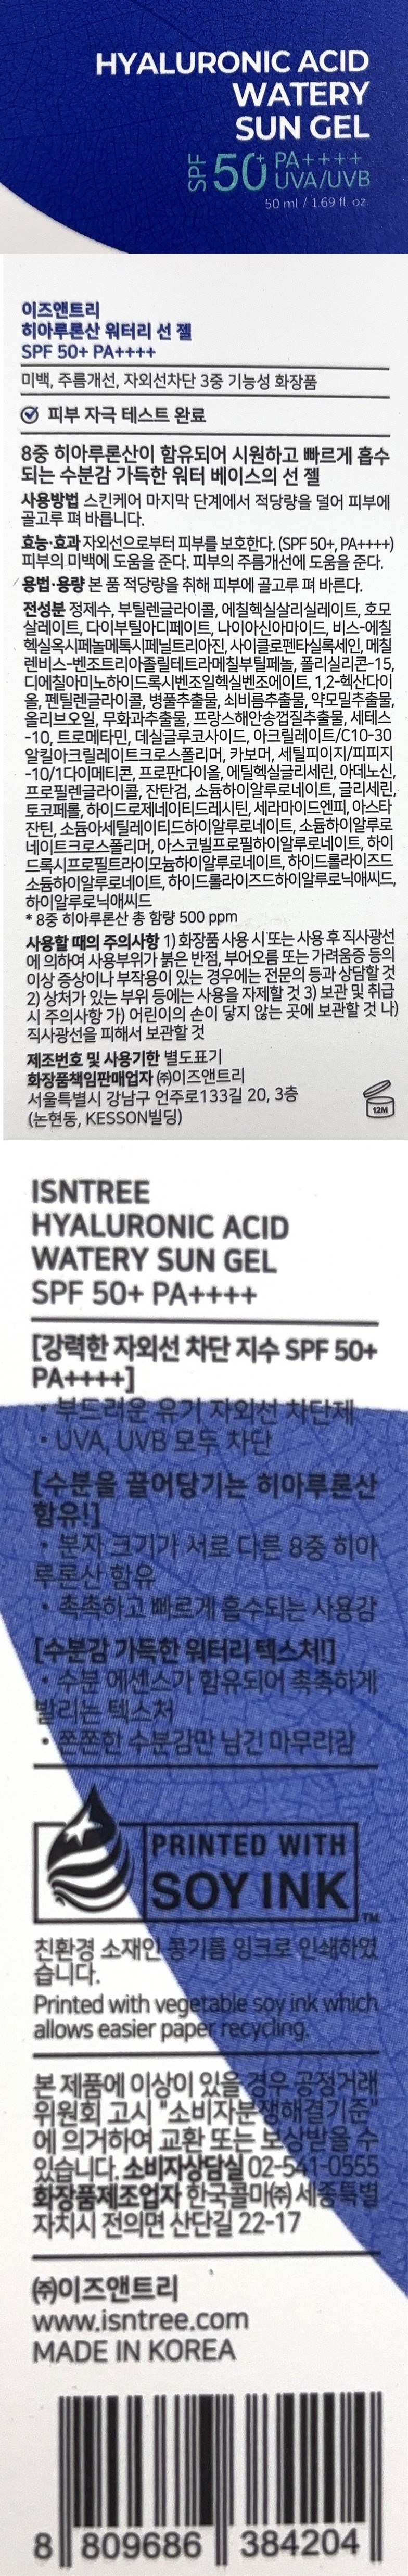 HYALURONIC ACID
WATERY
SUN GEL
SPF 50+ PA++++
UVA/UVB
50 ml / 1.69 fl. oz.
이즈앤트리
히아루론산 워터리 선 젤
SPF 50+ PA++++
미백, 주름개선, 자외선차단 3중 기능성 화장품
피부 자극 테스트 완료
8중 히아루론산이 함유되어 시원하고 빠르게 흡수
되는 수분감 가득한 워터 베이스의 선 젤
사용방법 스킨케어 마지막 단계에서 적당량을 덜어 피부에
골고루 펴 바릅니다.
효능·효과 자외선으로부터 피부를 보호한다. (SPF 50+, PA++++)
피부의 미백에 도움을 준다. 피부의 주름개선에 도움을 준다.
용법·용량 본 품 적당량을 취해 피부에 골고루 펴 바른다.
전성분 정제수, 부틸렌글라이콜, 에칠헥실살리실레이트, 호모
살레이트, 다이부틸아디페이트, 나이아신아마이드, 비스-에칠
헥실옥시페놀메톡시페닐트리아진, 사이클로펜타실록세인, 메칠
렌비스-벤조트리아졸릴테트라메칠부틸페놀, 폴리실리콘-15,
디에칠아미노하이드록시벤조일헥실벤조에이트, 1,2-헥산다이
올, 펜틸렌글라이콜, 병풀추출물, 쇠비름추출물, 약모밀추출물,
올리브오일, 무화과추출물, 프랑스해안송껍질추출물, 세테스
-10, 트로메타민, 데실글루코사이드, 아크릴레이트/C10-30
알킬아크릴레이트크로스폴리머, 카보머, 세틸피이지/피피지
-10/1다이메티콘, 프로판다이올, 에틸헥실글리세린, 아데노신,
프로필렌글라이콜, 잔탄검, 소듐하이알루로네이트, 글리세린,
토코페롤, 하이드로제네이티드레시틴, 세라마이드엔피, 아스타
잔틴, 소듐아세틸레이티드하이알루로네이트, 소듐하이알루로
네이트크로스폴리머, 아스코빌프로필하이알루로네이트, 하이
드록시프로필트라이모늄하이알루로네이트, 하이드롤라이즈드
소듐하이알루로네이트, 하이드롤라이즈드하이알루로닉애씨드,
하이알루로닉애씨드
* 8중 히아루론산 총 함량 500 ppm
사용할 때의 주의사항 1) 화장품 사용 시 또는 사용 후 직사광선
에 의하여 사용부위가 붉은 반점, 부어오름 또는 가려움증 등의
이상 증상이나 부작용이 있는 경우에는 전문의 등과 상담할 것
2) 상처가 있는 부위 등에는 사용을 자제할 것 3) 보관 및 취급
시 주의사항 가) 어린이의 손이 닿지 않는 곳에 보관할 것 나)
직사광선을 피해서 보관할 것
제조번호 및 사용기한 별도표기
화장품책임판매업자 ㈜이즈앤트리
서울특별시 강남구 언주로133길 20, 3층
(논현동, KESSON빌딩)
12M
ISNTREE
HYALURONIC ACID
WATERY SUN GEL
SPF 50+ PA++++
[강력한 자외선 차단 지수 SPF 50+
PA++++]
• 부드러운 유기 자외선 차단제
• UVA, UVB 모두 차단
[수분을 끌어당기는 히아루론산
함유!]
• 분자 크기가 서로 다른 8중 히아
루론산 함유
• 촉촉하고 빠르게 흡수되는 사용감
[수분감 가득한 워터리 텍스처!]
• 수분 에센스가 함유되어 촉촉하게
발리는 텍스처
• 쫀쫀한 수분감만 남긴 마무리감
PRINTED WITH
SOY INK™
친환경 소재인 콩기름 잉크로 인쇄하였
습니다.
Printed with vegetable soy ink which
allows easier paper recycling.
본 제품에 이상이 있을 경우 공정거래
위원회 고시 "소비자분쟁해결기준"
에 의거하여 교환 또는 보상받을 수
있습니다. 소비자상담실 02-541-0555
화장품제조업자 한국콜마㈜ 세종특별
자치시 전의면 산단길 22-17
㈜이즈앤트리
www.isntree.com
MADE IN KOREA
8 809686 384204